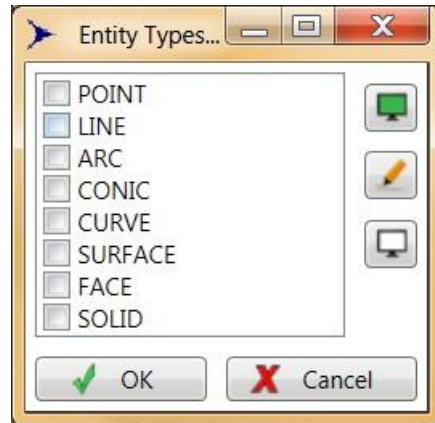 Entity Types...
POINT
LINE
ARC
CONIC
CURVE
SURFACE
FACE
SOLID
OK
Cancel